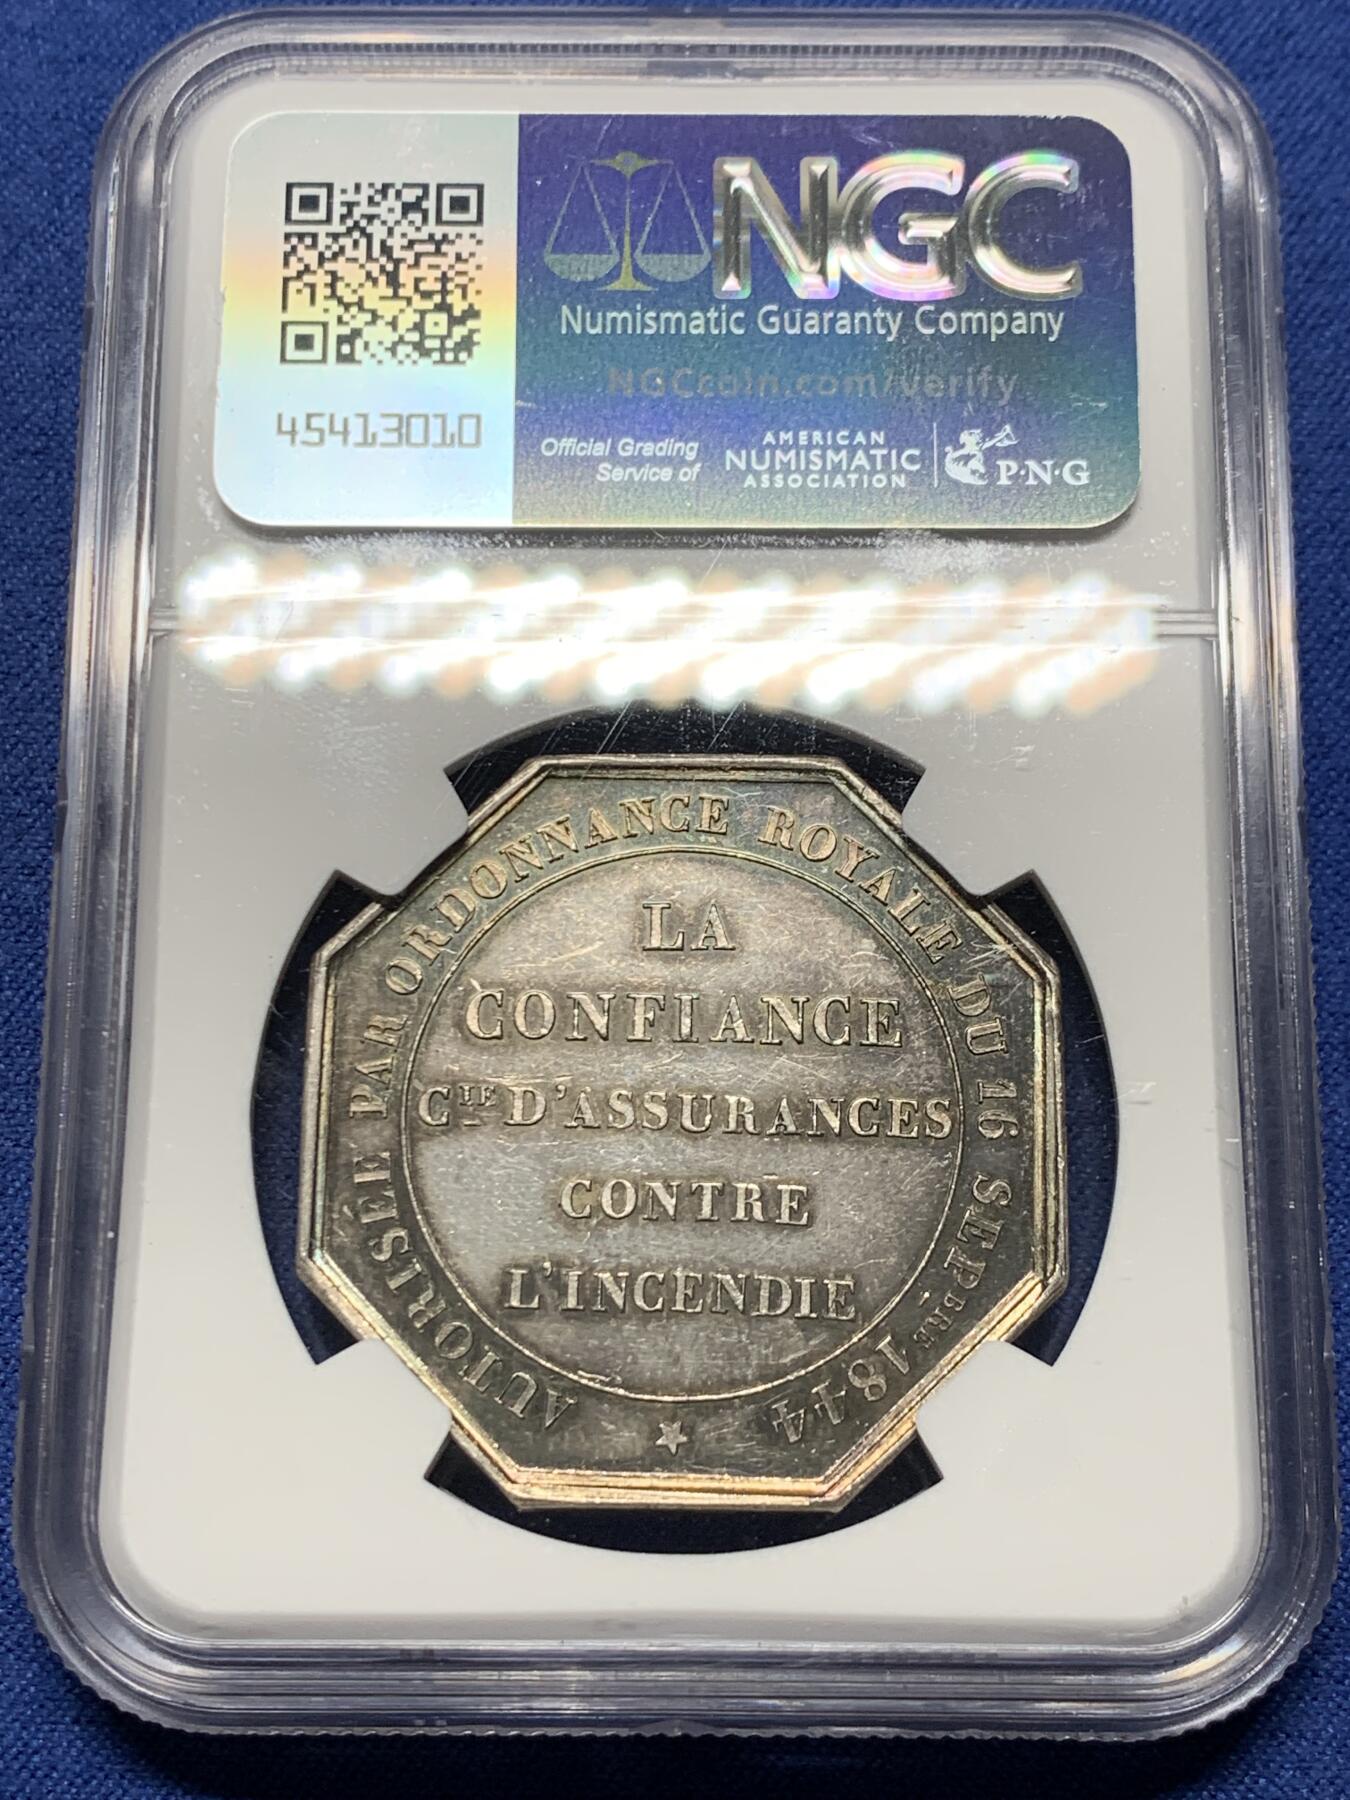 NGC
Numismatic Guaranty Company
NGCcoin.com/verify
45413010
Official Grading
Service of
AMERICAN
NUMISMATIC
ASSOCIATION
P·N·G
AUTORISÉE PAR ORDONNANCE ROYALE DU 16 SEPBRE 1844
LA
CONFIANCE
CIE D'ASSURANCES
CONTRE
L'INCENDIE